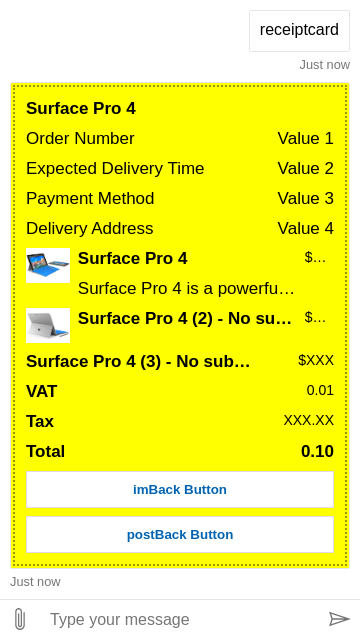 receiptcard
Just now
Surface Pro 4
Order Number Value 1
Expected Delivery Time Value 2
Payment Method Value 3
Delivery Address Value 4
Surface Pro 4 $…
Surface Pro 4 is a powerfu…
Surface Pro 4 (2) - No su… $…
Surface Pro 4 (3) - No sub… $XXX
VAT 0.01
Tax XXX.XX
Total 0.10
imBack Button
postBack Button
Just now
Type your message